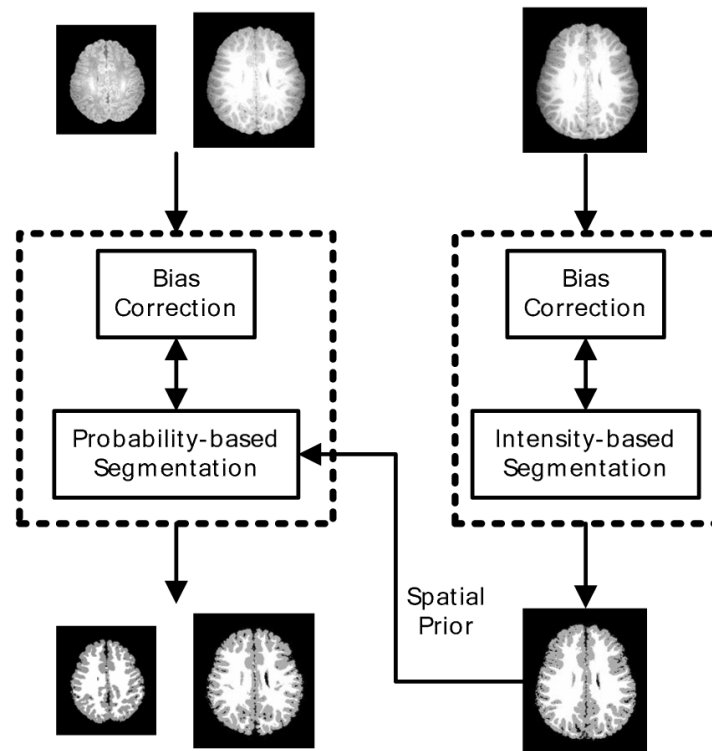 Bias
Correction
Probability-based
Segmentation
Bias
Correction
Intensity-based
Segmentation
Spatial
Prior